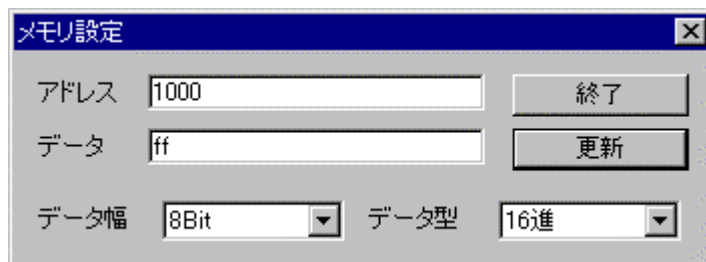 メモリ設定
アドレス 1000 終了
データ ff 更新
データ幅 8Bit データ型 16進